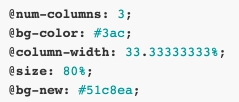 @num-columns: 3;
@bg-color: #3ac;
@column-width: 33.33333333%;
@size: 80%;
@bg-new: #51c8ea;